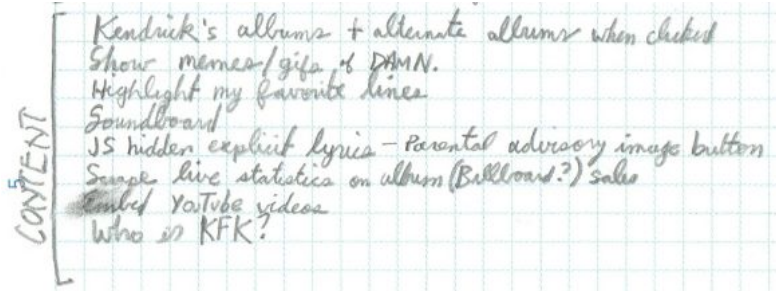 CONTENT
Kendrick's albums + alternate albums when clicked
Show memes/gifs of DAMN.
Highlight my favorite lines
Soundboard
JS hidden explicit lyrics - Parental advisory image button
Scrape live statistics on album (Billboard?) sales
Embed YouTube videos
Who is KFK?